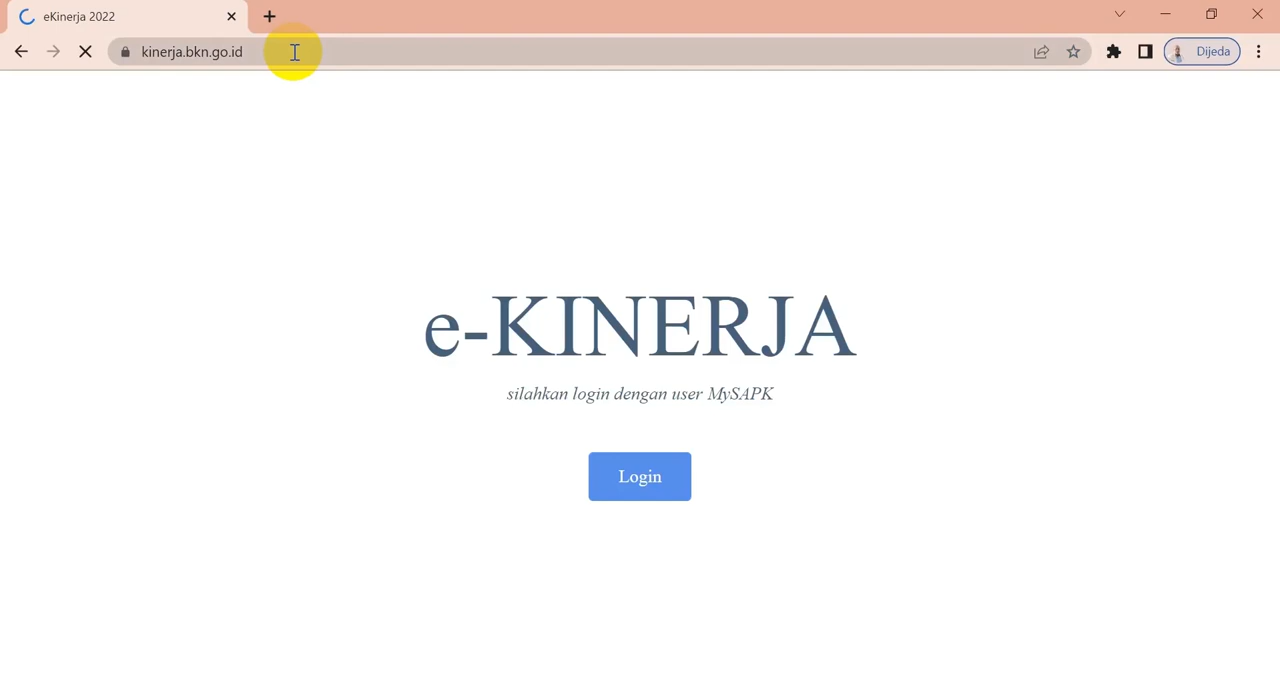 eKinerja 2022
kinerja.bkn.go.id
Dijeda
e-KINERJA
silahkan login dengan user MySAPK
Login